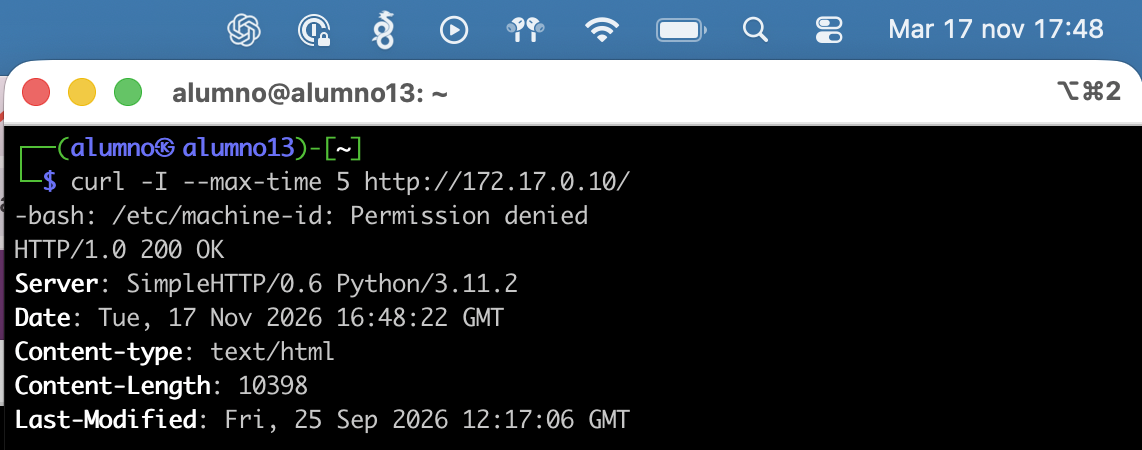 Mar 17 nov 17:48
alumno@alumno13: ~
⌥⌘2
┌──(alumno㉿alumno13)-[~]
└─$ curl -I --max-time 5 http://172.17.0.10/
-bash: /etc/machine-id: Permission denied
HTTP/1.0 200 OK
Server: SimpleHTTP/0.6 Python/3.11.2
Date: Tue, 17 Nov 2026 16:48:22 GMT
Content-type: text/html
Content-Length: 10398
Last-Modified: Fri, 25 Sep 2026 12:17:06 GMT